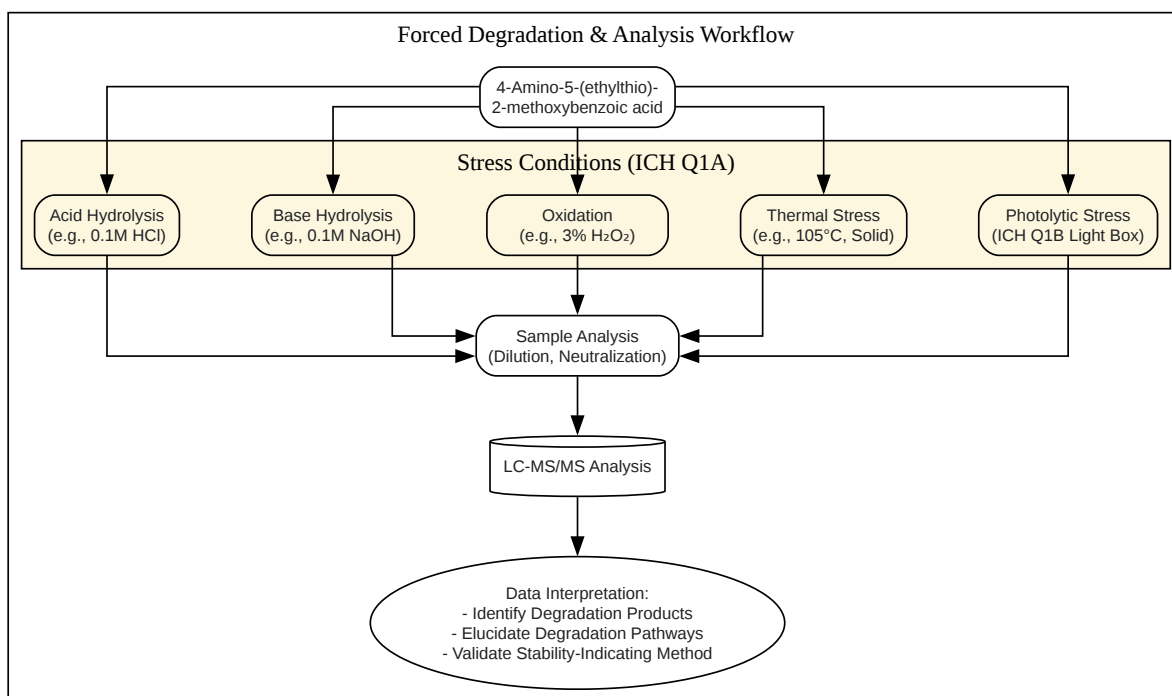 Forced Degradation & Analysis Workflow
4-Amino-5-(ethylthio)-
2-methoxybenzoic acid
Stress Conditions (ICH Q1A)
Acid Hydrolysis
(e.g., 0.1M HCl)
Base Hydrolysis
(e.g., 0.1M NaOH)
Oxidation
(e.g., 3% H₂O₂)
Thermal Stress
(e.g., 105°C, Solid)
Photolytic Stress
(ICH Q1B Light Box)
Sample Analysis
(Dilution, Neutralization)
LC-MS/MS Analysis
Data Interpretation:
- Identify Degradation Products
- Elucidate Degradation Pathways
- Validate Stability-Indicating Method